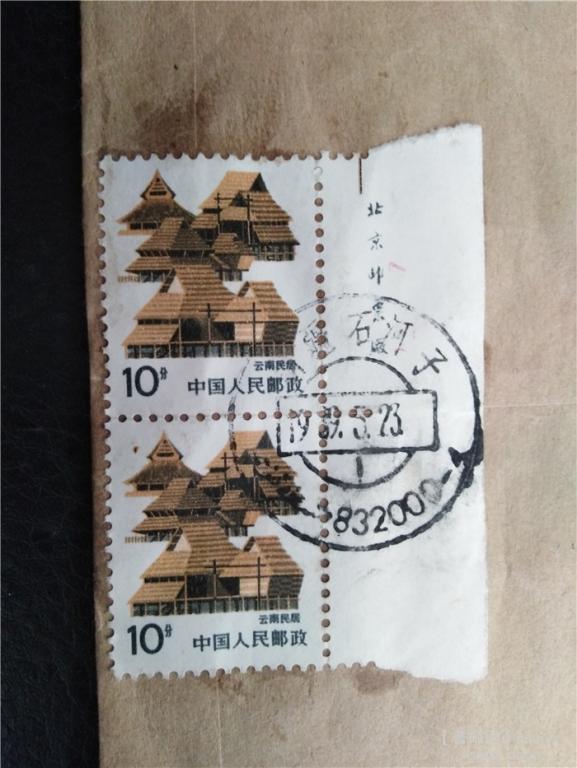 云南民居
10分
中国人民邮政
云南民居
10分
中国人民邮政
北京邮票
石河子
832000